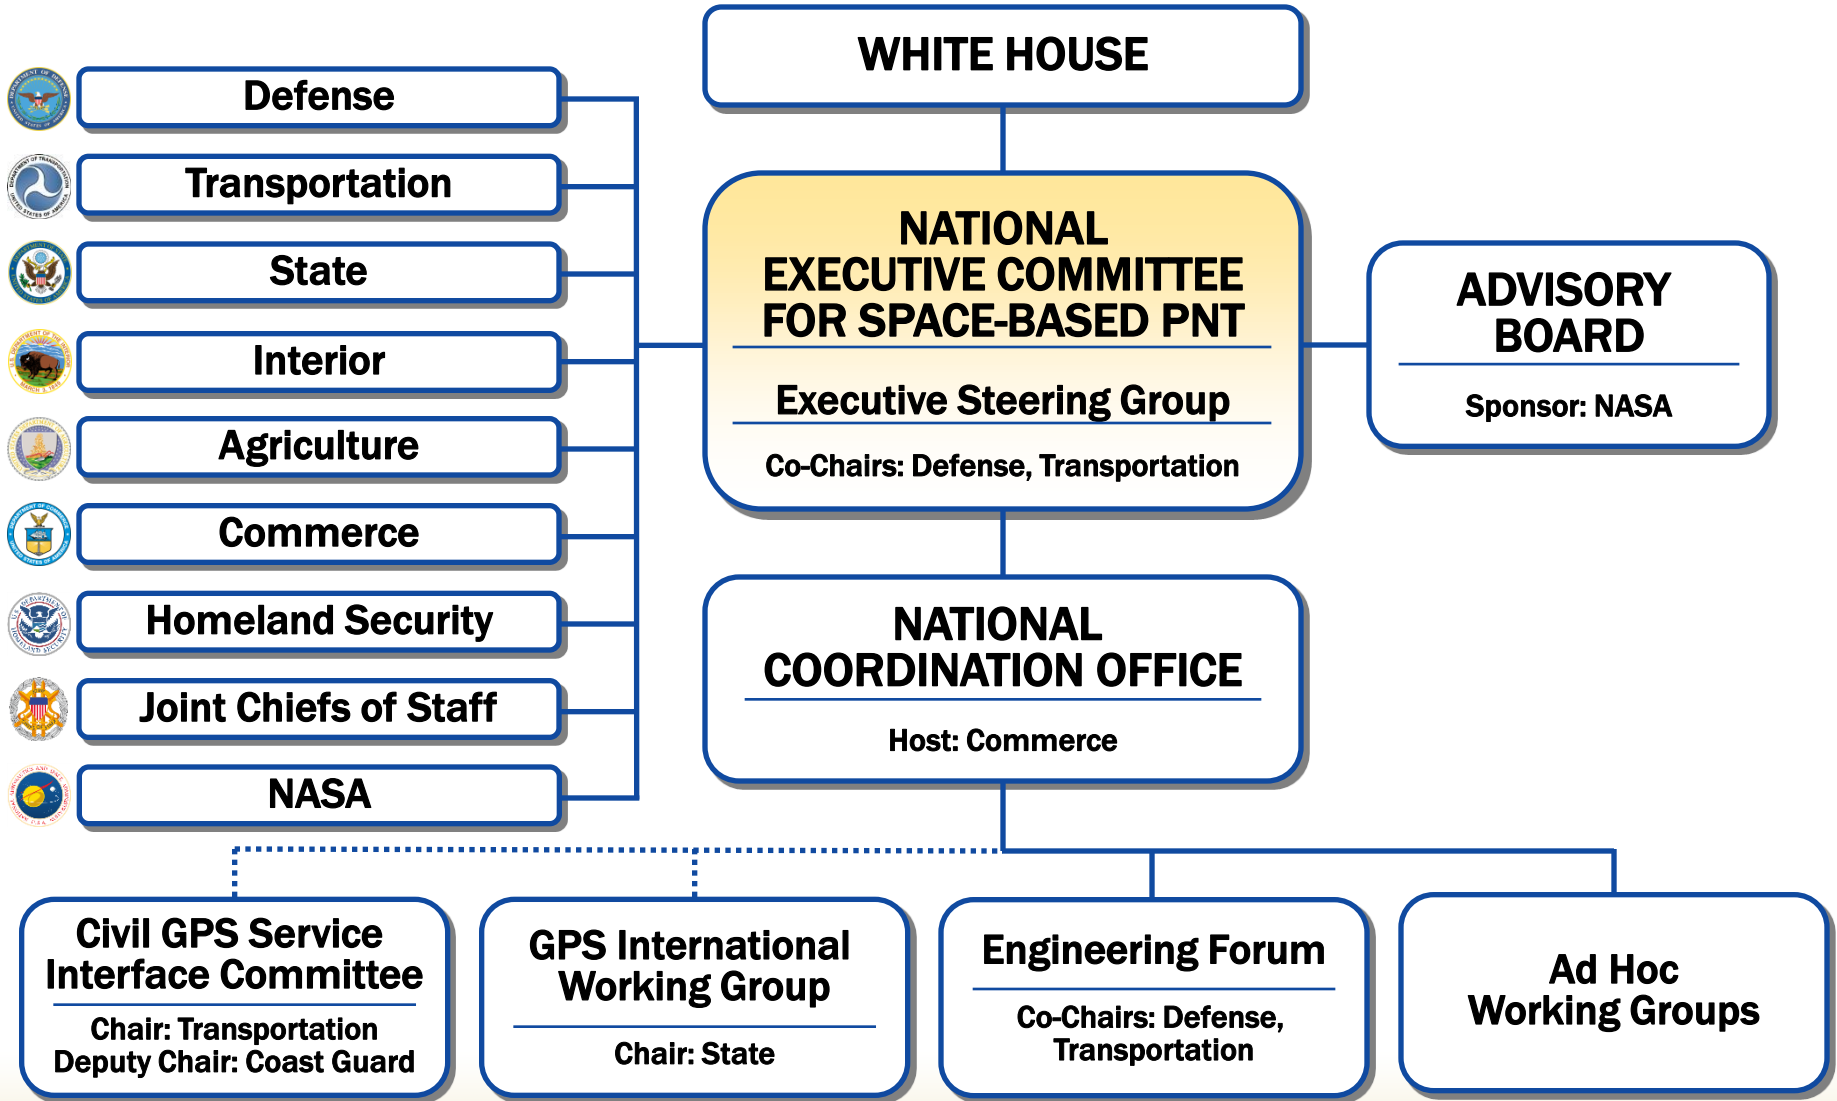 WHITE HOUSE
Defense
Transportation
State
Interior
Agriculture
Commerce
Homeland Security
Joint Chiefs of Staff
NASA
NATIONAL
EXECUTIVE COMMITTEE
FOR SPACE-BASED PNT
Executive Steering Group
Co-Chairs: Defense, Transportation
ADVISORY
BOARD
Sponsor: NASA
NATIONAL
COORDINATION OFFICE
Host: Commerce
Civil GPS Service
Interface Committee
Chair: Transportation
Deputy Chair: Coast Guard
GPS International
Working Group
Chair: State
Engineering Forum
Co-Chairs: Defense,
Transportation
Ad Hoc
Working Groups